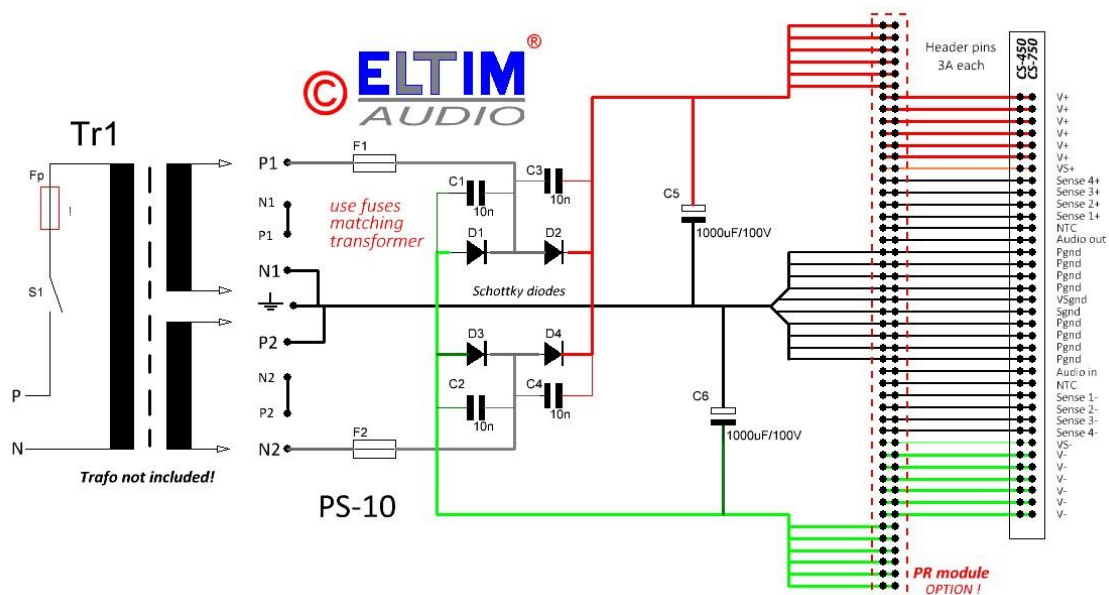 © ELTIM®
AUDIO
Tr1
Fp
!
S1
P
N
Trafo not included!
P1
N1
P1
N1
P2
N2
P2
N2
F1
use fuses
matching
transformer
C1
10n
C3
10n
D1
D2
Schottky diodes
D3
D4
C2
10n
C4
10n
F2
PS-10
C5
1000uF/100V
C6
1000uF/100V
Header pins
3A each
CS-450
CS-750
V+
V+
V+
V+
V+
V+
VS+
Sense 4+
Sense 3+
Sense 2+
Sense 1+
NTC
Audio out
Pgnd
Pgnd
Pgnd
Pgnd
VSgnd
Sgnd
Pgnd
Pgnd
Pgnd
Pgnd
Audio in
NTC
Sense 1-
Sense 2-
Sense 3-
Sense 4-
VS-
V-
V-
V-
V-
V-
V-
PR module
OPTION !